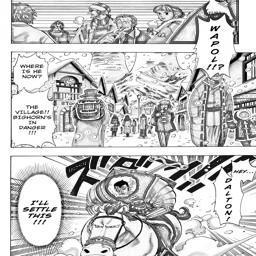 WAPOL!!?
WHERE IS
HE NOW?
THE
VILLAGE!!
BIGHORN'S
IN DANGER
!!!
HEY...
DALTON!
I'LL
SETTLE
THIS
!!!